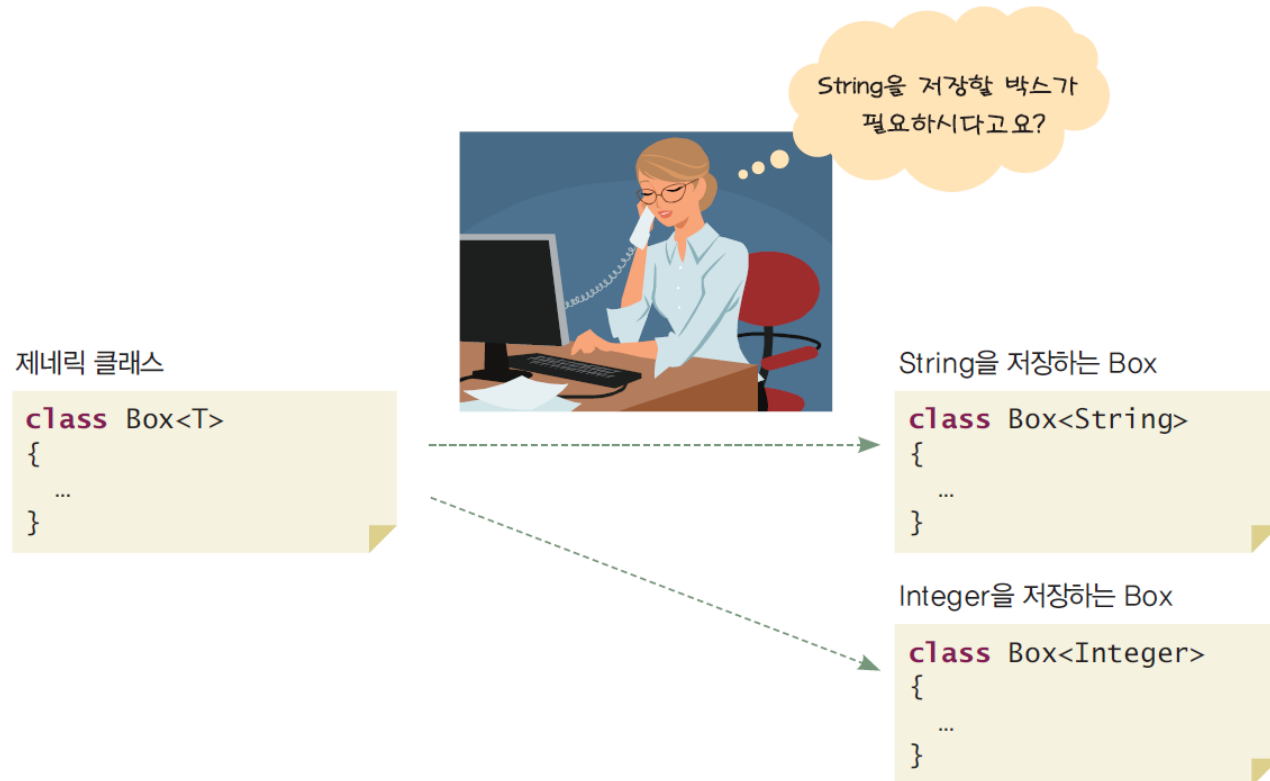 String을 저장할 박스가
필요하시다고요?
제네릭 클래스
class Box<T>
{
…
}
String을 저장하는 Box
class Box<String>
{
…
}
Integer을 저장하는 Box
class Box<Integer>
{
…
}